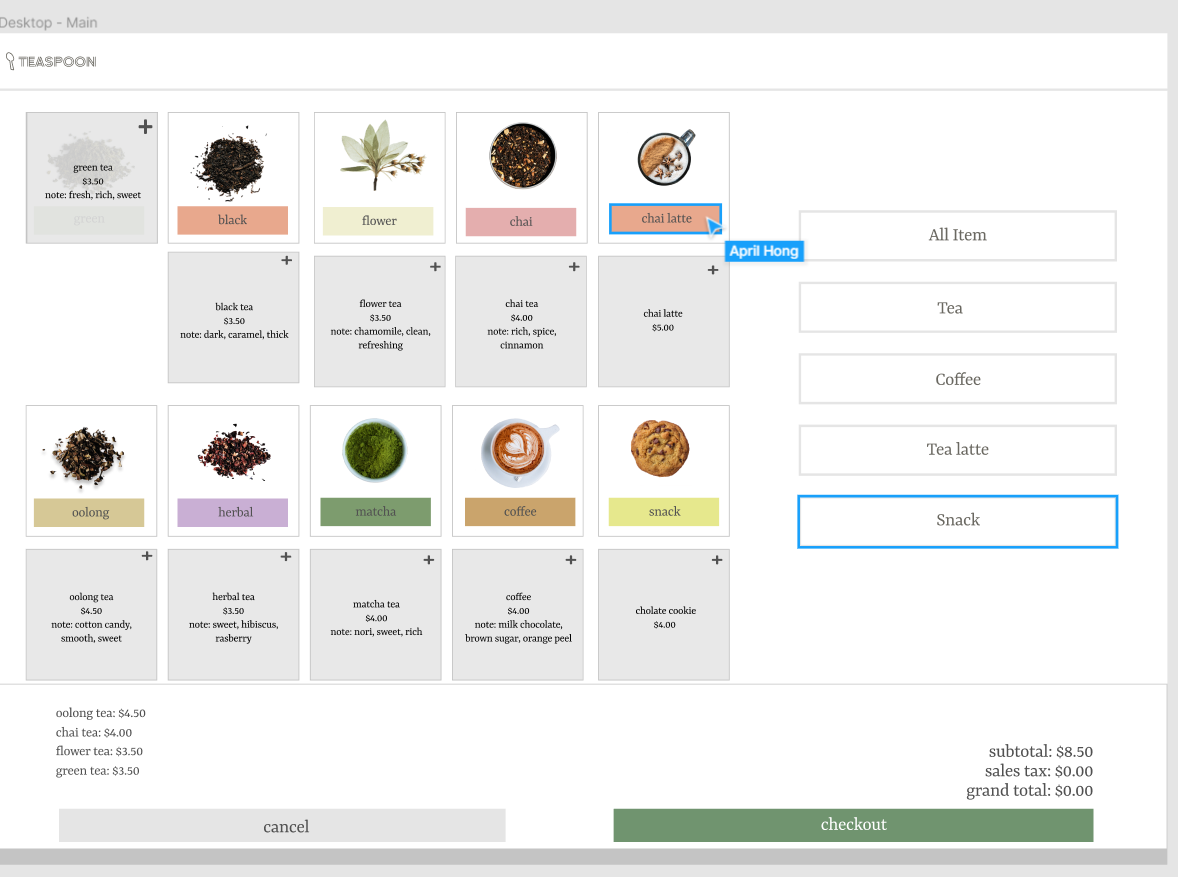 Desktop - Main
TEASPOON
green tea
$3.50
note: fresh, rich, sweet
green
black
flower
chai
chai latte
April Hong
black tea
$3.50
note: dark, caramel, thick
flower tea
$3.50
note: chamomile, clean,
refreshing
chai tea
$4.00
note: rich, spice,
cinnamon
chai latte
$5.00
All Item
Tea
Coffee
Tea latte
Snack
oolong
herbal
matcha
coffee
snack
oolong tea
$4.50
note: cotton candy,
smooth, sweet
herbal tea
$3.50
note: sweet, hibiscus,
rasberry
matcha tea
$4.00
note: nori, sweet, rich
coffee
$4.00
note: milk chocolate,
brown sugar, orange peel
cholate cookie
$4.00
oolong tea: $4.50
chai tea: $4.00
flower tea: $3.50
green tea: $3.50
subtotal: $8.50
sales tax: $0.00
grand total: $0.00
cancel
checkout